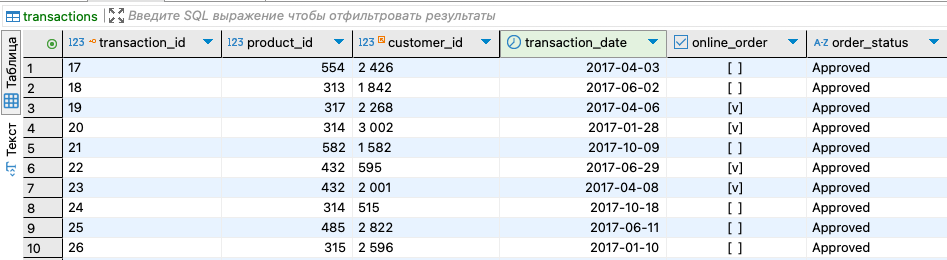 transactions Введите SQL выражение чтобы отфильтровать результаты
Таблица
Текст
123 transaction_id 123 product_id 123 customer_id transaction_date online_order A-Z order_status
1 17 554 2 426 2017-04-03 [ ] Approved
2 18 313 1 842 2017-06-02 [ ] Approved
3 19 317 2 268 2017-04-06 [v] Approved
4 20 314 3 002 2017-01-28 [v] Approved
5 21 582 1 582 2017-10-09 [ ] Approved
6 22 432 595 2017-06-29 [v] Approved
7 23 432 2 001 2017-04-08 [v] Approved
8 24 314 515 2017-10-18 [ ] Approved
9 25 485 2 822 2017-06-11 [ ] Approved
10 26 315 2 596 2017-01-10 [ ] Approved